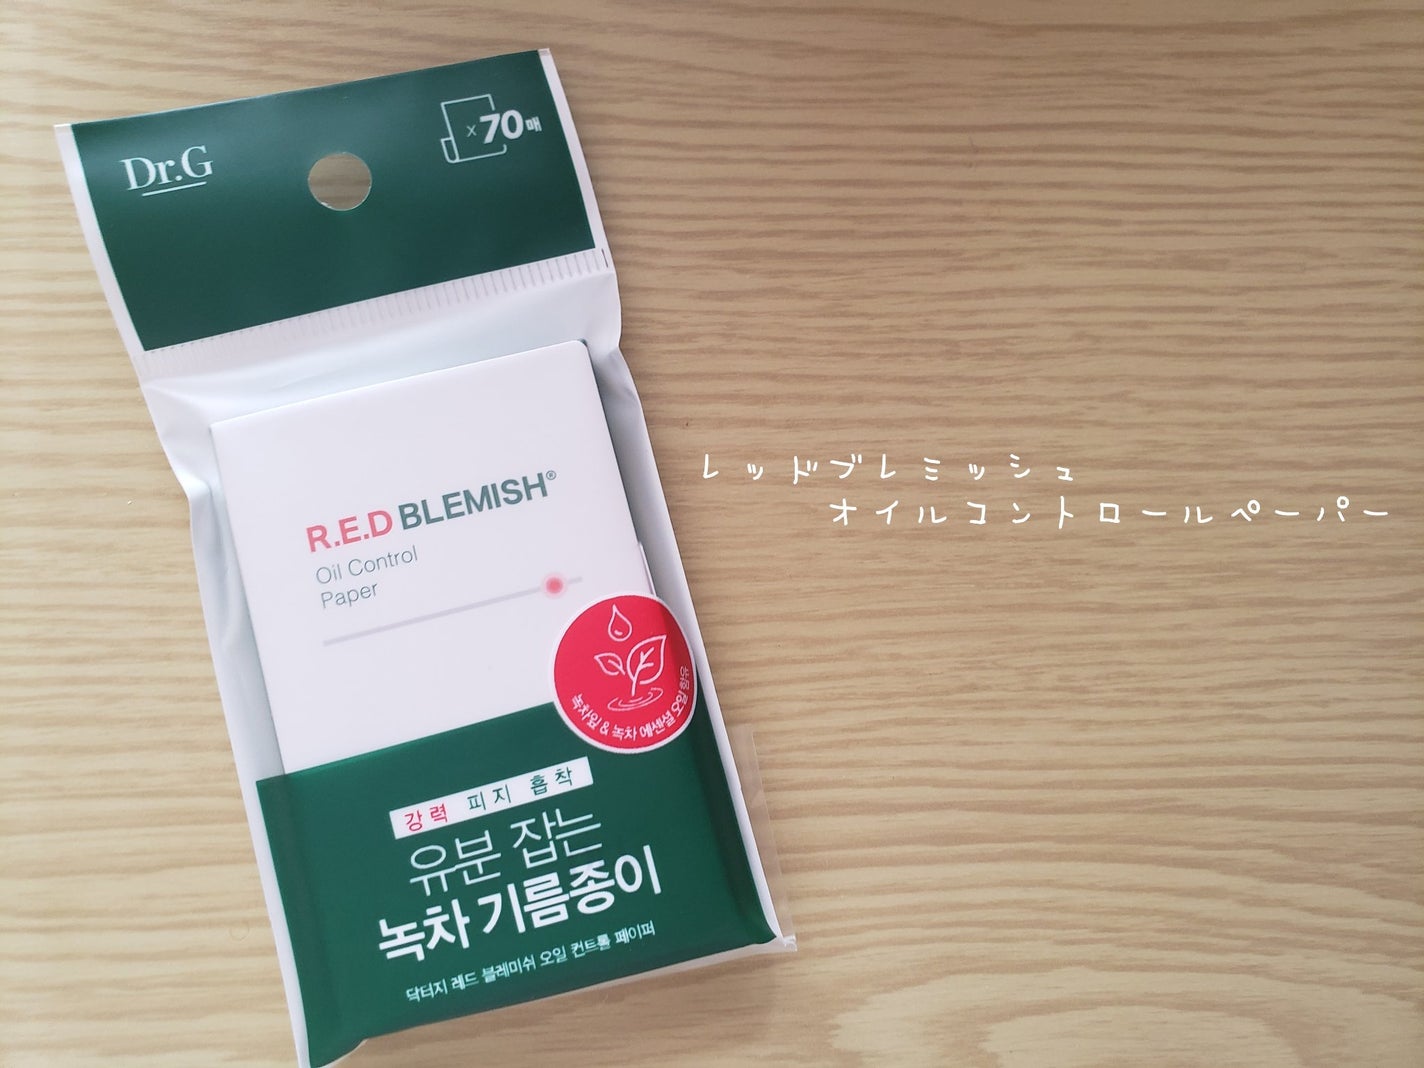 Dr.G
x70매
R.E.D BLEMISH®
Oil Control
Paper
녹차잎 & 녹차 에센셜 오일 함유
강력 피지 흡착
유분 잡는
녹차 기름종이
닥터지 레드 블레미쉬 오일 컨트롤 페이퍼
レッドブレミッシュ
オイルコントロールペーパー